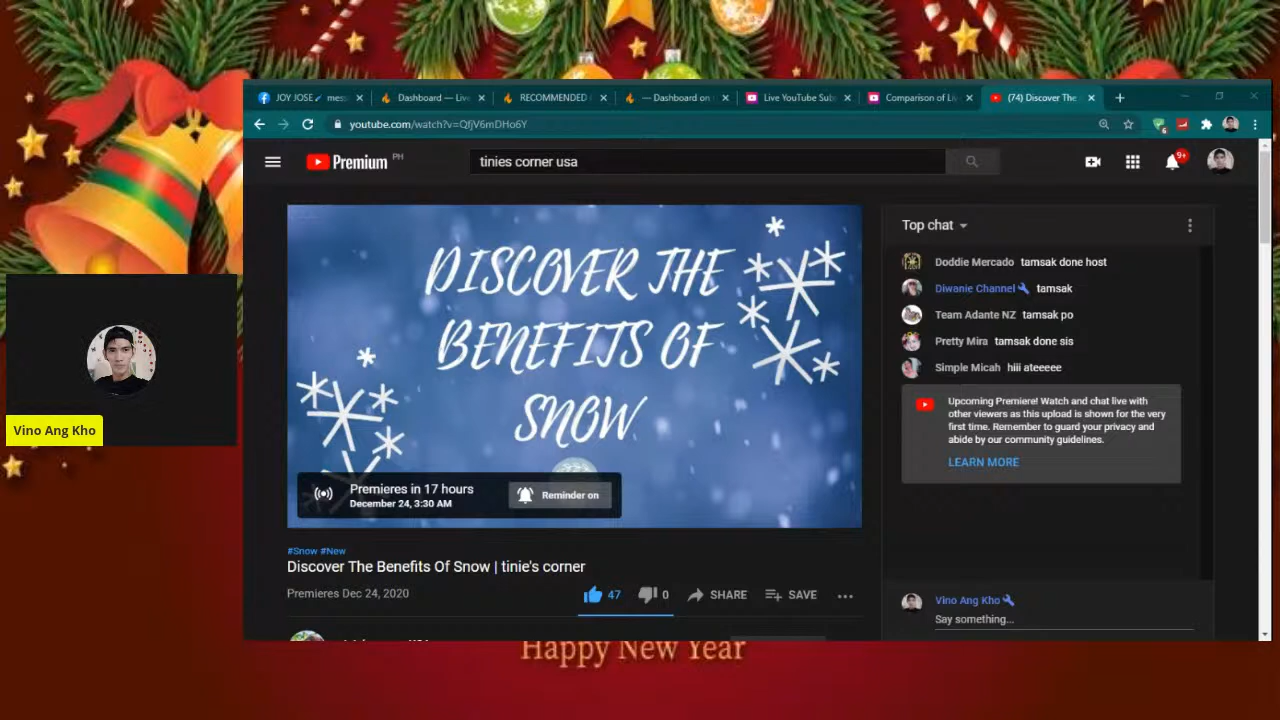 JOY JOSE
Dashboard — Live
RECOMMENDED
— Dashboard on
Live YouTube Sub
Comparison of Li
(74) Discover The
youtube.com/watch?v=QfjV6mDHo6Y
Premium PH
tinies corner usa
9+
DISCOVER THE
BENEFITS OF
SNOW
Premieres in 17 hours
December 24, 3:30 AM
Reminder on
#Snow #New
Discover The Benefits Of Snow | tinie's corner
Premieres Dec 24, 2020
47
0
SHARE
SAVE
Top chat
Doddie Mercado tamsak done host
Diwanie Channel tamsak
Team Adante NZ tamsak po
Pretty Mira tamsak done sis
Simple Micah hiii ateeeee
Upcoming Premiere! Watch and chat live with
other viewers as this upload is shown for the very
first time. Remember to guard your privacy and
abide by our community guidelines.
LEARN MORE
Vino Ang Kho
Say something...
Vino Ang Kho
Happy New Year